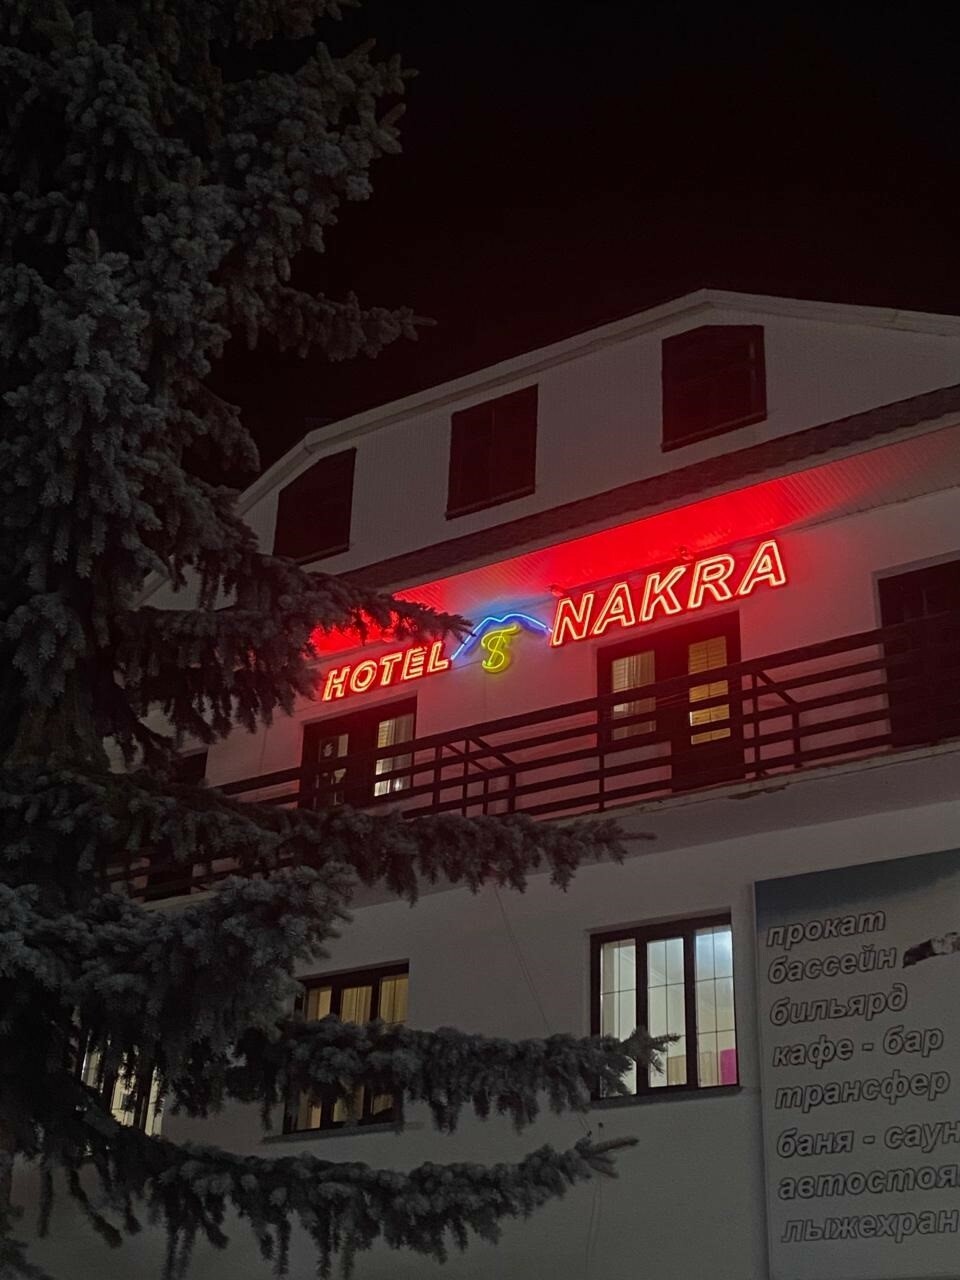 HOTEL NAKRA
прокат
бассейн
бильярд
кафе - бар
трансфер
баня - саун
автостоя
лыжехран